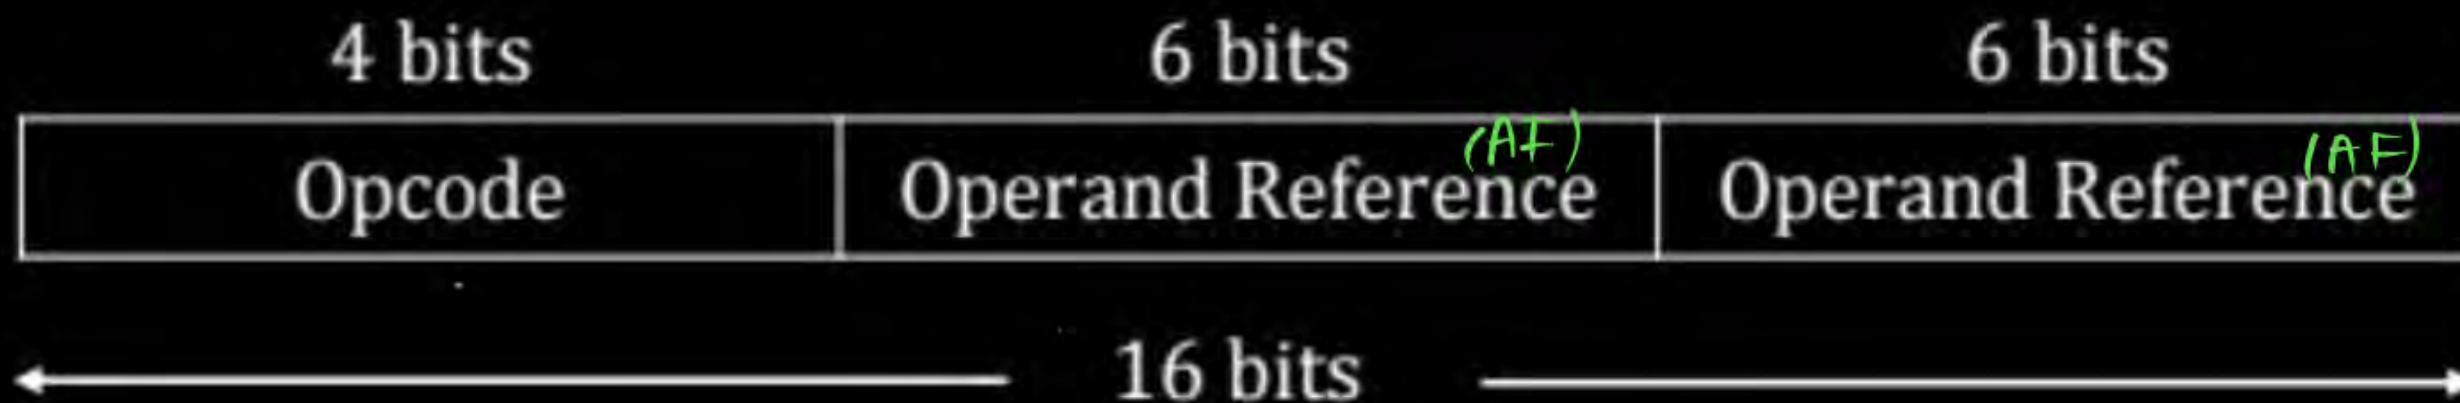 4 bits 6 bits 6 bits
Opcode Operand Reference (AF) Operand Reference (AF)
16 bits